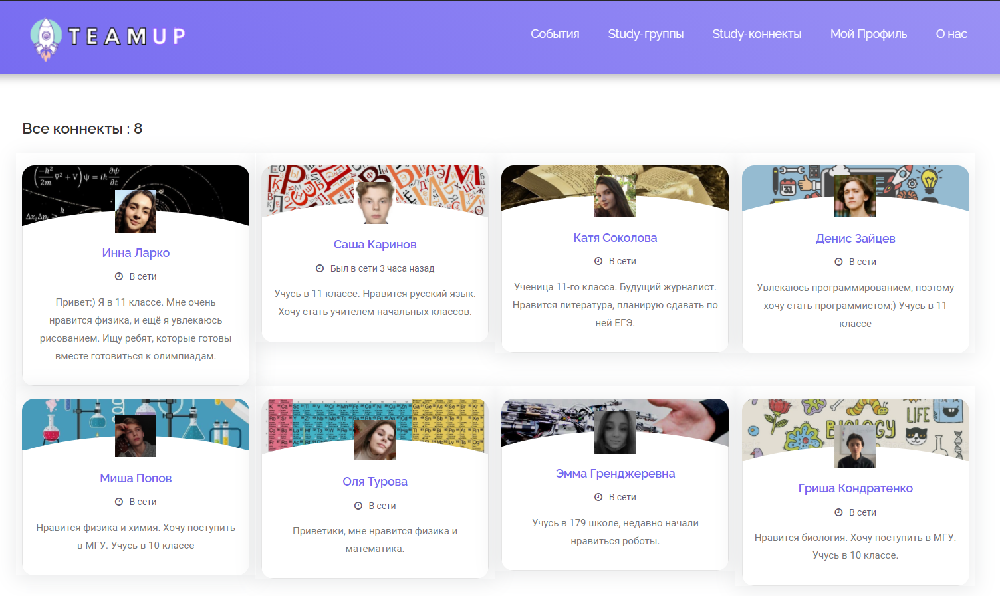 TEAMUP
События
Study-группы
Study-коннекты
Мой Профиль
О нас
Все коннекты : 8
Инна Ларко
В сети
Привет:) Я в 11 классе. Мне очень
нравится физика, и ещё я увлекаюсь
рисованием. Ищу ребят, которые готовы
вместе готовиться к олимпиадам.
Саша Каринов
Был в сети 3 часа назад
Учусь в 11 классе. Нравится русский язык.
Хочу стать учителем начальных классов.
Катя Соколова
В сети
Ученица 11-го класса. Будущий журналист.
Нравится литература, планирую сдавать по
ней ЕГЭ.
Денис Зайцев
В сети
Увлекаюсь программированием, поэтому
хочу стать программистом;) Учусь в 11
классе
Миша Попов
В сети
Нравится физика и химия. Хочу поступить
в МГУ. Учусь в 10 классе
Оля Турова
В сети
Приветики, мне нравится физика и
математика.
Эмма Гренджеревна
В сети
Учусь в 179 школе, недавно начали
нравиться роботы.
LIFE
BIOLOGY
Гриша Кондратенко
В сети
Нравится биология. Хочу поступить в МГУ.
Учусь в 10 классе.